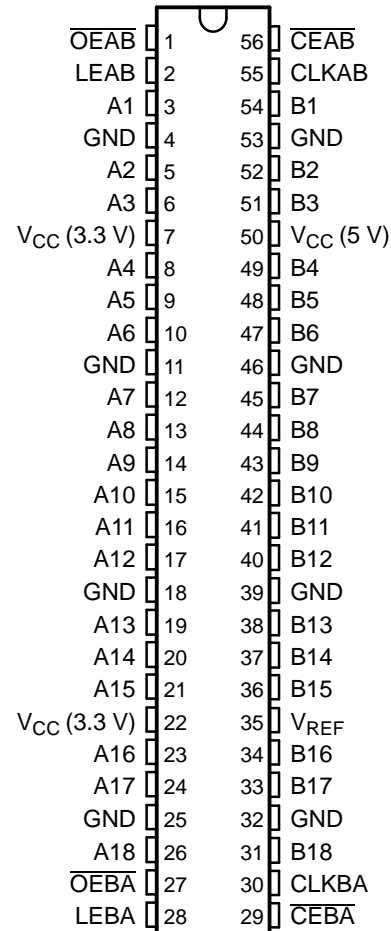 OEAB 1 56 CEAB
LEAB 2 55 CLKAB
A1 3 54 B1
GND 4 53 GND
A2 5 52 B2
A3 6 51 B3
VCC (3.3 V) 7 50 VCC (5 V)
A4 8 49 B4
A5 9 48 B5
A6 10 47 B6
GND 11 46 GND
A7 12 45 B7
A8 13 44 B8
A9 14 43 B9
A10 15 42 B10
A11 16 41 B11
A12 17 40 B12
GND 18 39 GND
A13 19 38 B13
A14 20 37 B14
A15 21 36 B15
VCC (3.3 V) 22 35 VREF
A16 23 34 B16
A17 24 33 B17
GND 25 32 GND
A18 26 31 B18
OEBA 27 30 CLKBA
LEBA 28 29 CEBA